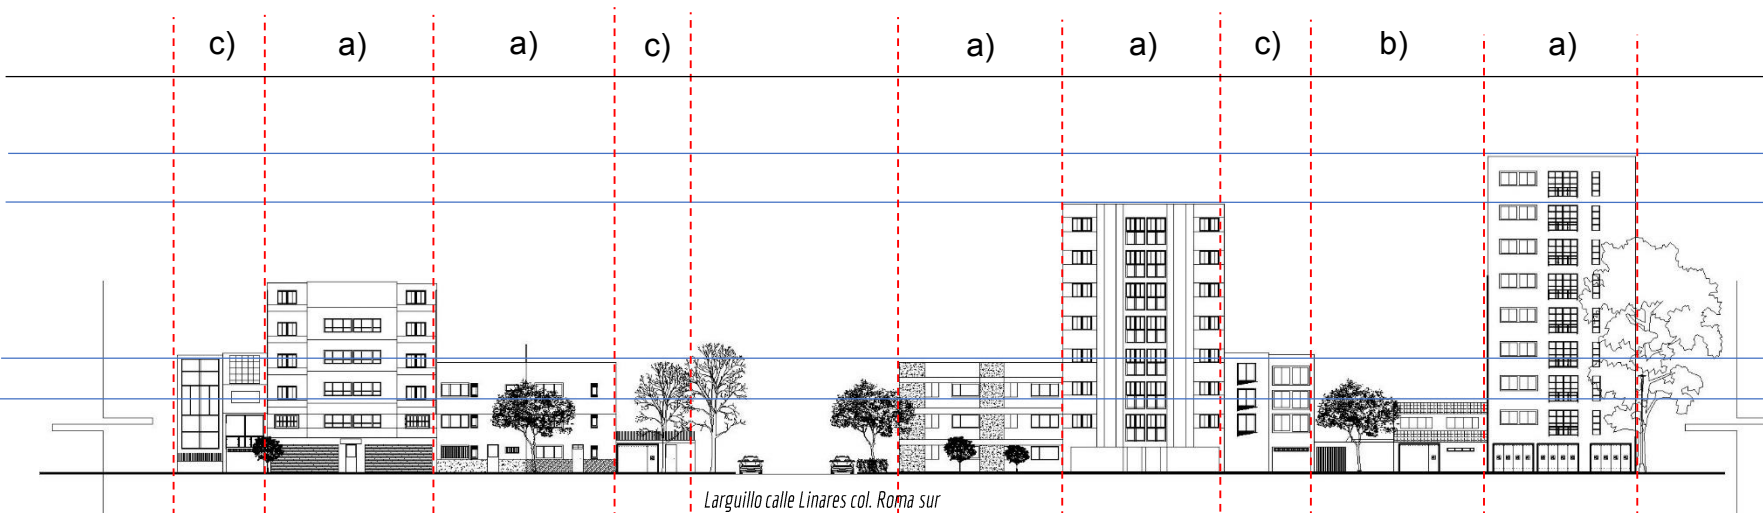 c) a) a) c) a) a) c) b) a)
Larguillo calle Linares col. Roma sur